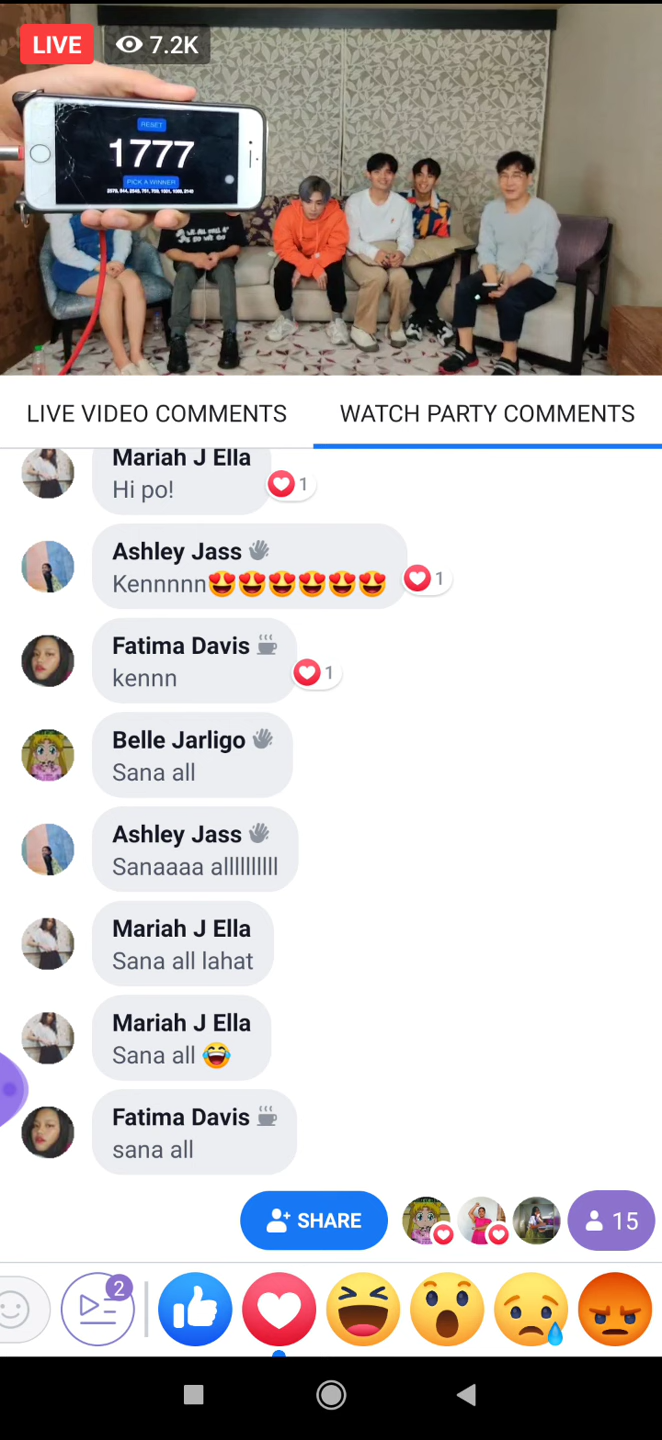 LIVE
7.2K
RESET
1777
PICK A WINNER
LIVE VIDEO COMMENTS
WATCH PARTY COMMENTS
Mariah J Ella
Hi po!
1
Ashley Jass
Kennnnn😍😍😍😍😍😍
1
Fatima Davis
kennn
1
Belle Jarligo
Sana all
Ashley Jass
Sanaaaa allllllllll
Mariah J Ella
Sana all lahat
Mariah J Ella
Sana all 😂
Fatima Davis
sana all
SHARE
15
2